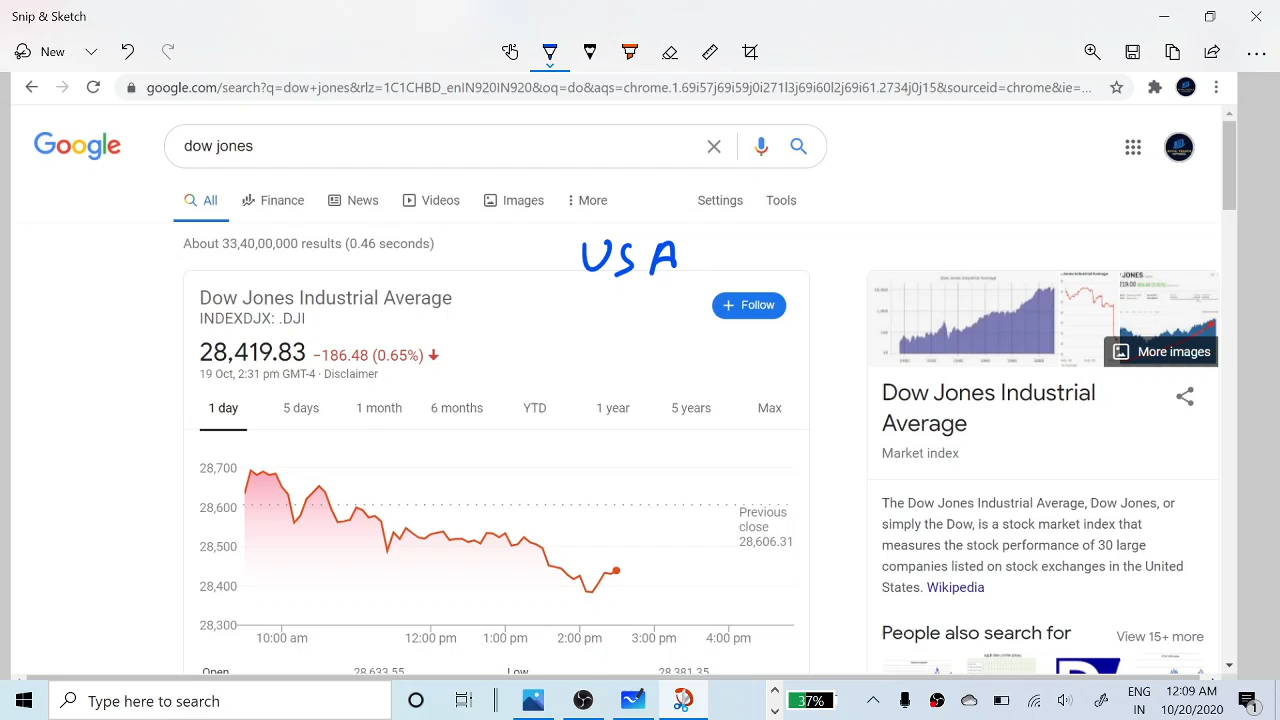 Snip & Sketch
New
google.com/search?q=dow+jones&rlz=1C1CHBD_enIN920IN920&oq=do&aqs=chrome.1.69i57j69i59j0i271l3j69i60l2j69i61.2734j0j15&sourceid=chrome&ie=...
Google
dow jones
All Finance News Videos Images More Settings Tools
About 33,40,00,000 results (0.46 seconds)
USA
Dow Jones Industrial Average
INDEXDJX: .DJI
Follow
28,419.83 −186.48 (0.65%)
19 Oct, 2:31 pm GMT-4 · Disclaimer
1 day 5 days 1 month 6 months YTD 1 year 5 years Max
28,700
28,600
28,500
28,400
28,300
Previous
close
28,606.31
10:00 am 12:00 pm 1:00 pm 2:00 pm 3:00 pm 4:00 pm
Open Low 28,381.35
JONES
More images
Dow Jones Industrial
Average
Market index
The Dow Jones Industrial Average, Dow Jones, or
simply the Dow, is a stock market index that
measures the stock performance of 30 large
companies listed on stock exchanges in the United
States. Wikipedia
People also search for View 15+ more
Type here to search
37%
ENG
IN
12:09 AM
10/20/2020
1